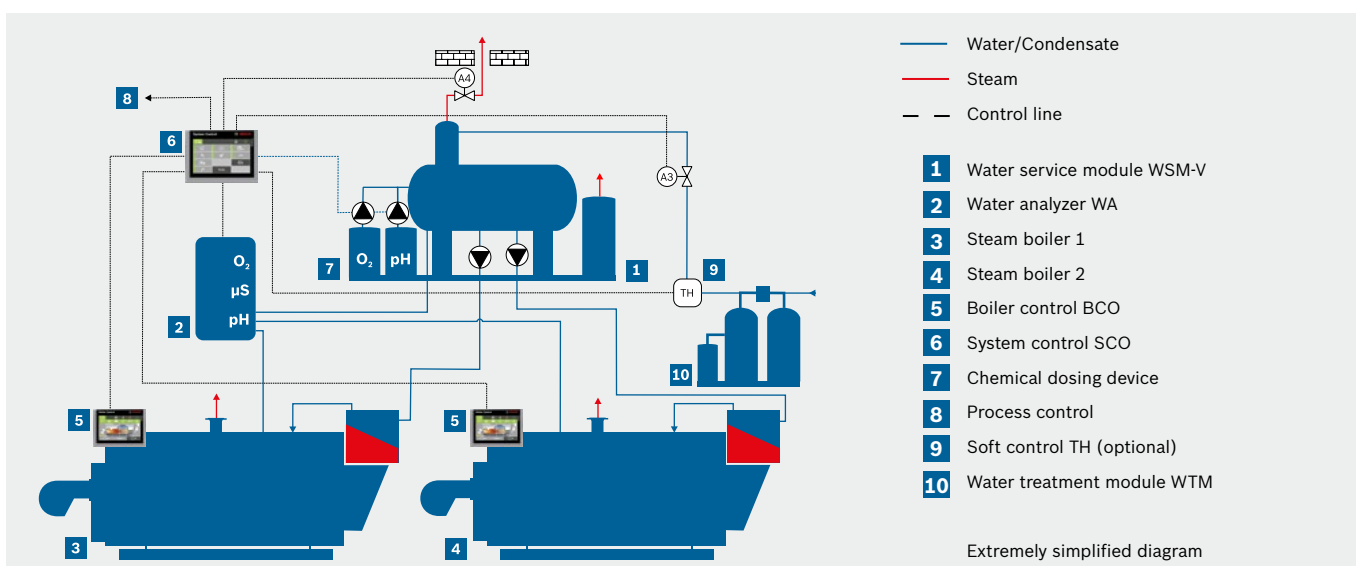 Water/Condensate
Steam
Control line
1 Water service module WSM-V
2 Water analyzer WA
3 Steam boiler 1
4 Steam boiler 2
5 Boiler control BCO
6 System control SCO
7 Chemical dosing device
8 Process control
9 Soft control TH (optional)
10 Water treatment module WTM
Extremely simplified diagram
A4
8
6
A3
7
O₂
pH
1
9
TH
O₂
µS
pH
2
10
5
5
3
4